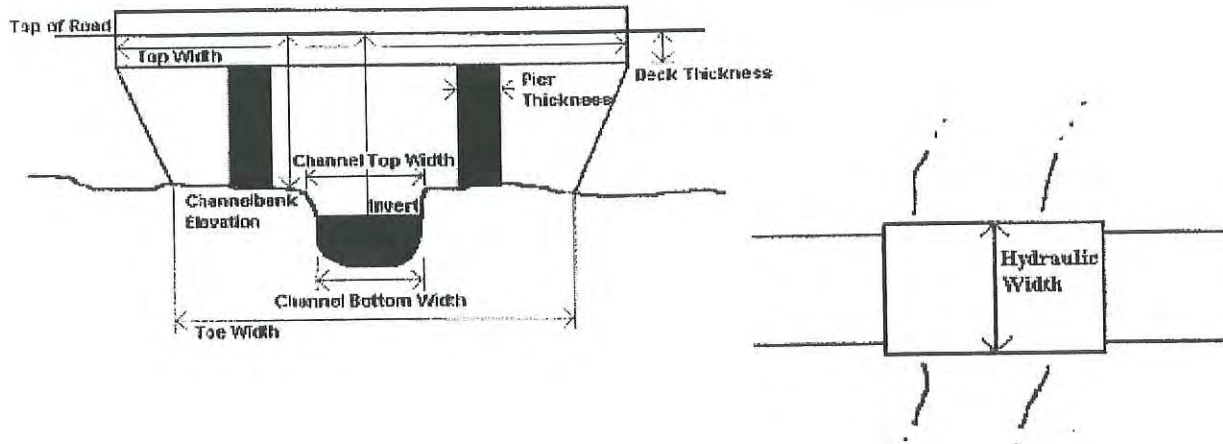 Top of Road
Top Width
Deck Thickness
Pier
Thickness
Channel Top Width
Channelbank
Elevation
Invert
Channel Bottom Width
Toe Width
Hydraulic
Width